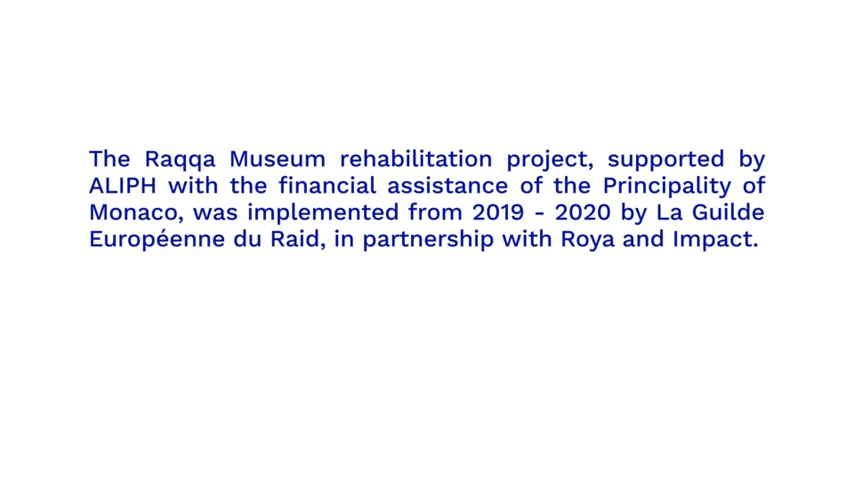 The Raqqa Museum rehabilitation project, supported by
ALIPH with the financial assistance of the Principality of
Monaco, was implemented from 2019 - 2020 by La Guilde
Européenne du Raid, in partnership with Roya and Impact.